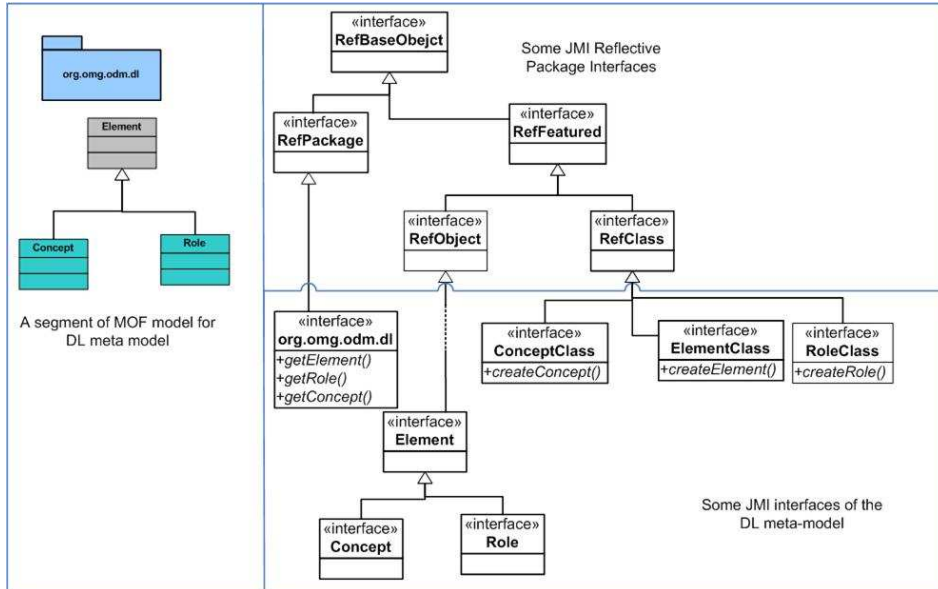 org.omg.odm.dl
Element
Concept
Role
A segment of MOF model for
DL meta model
«interface»
RefBaseObejct
Some JMI Reflective
Package Interfaces
«interface»
RefPackage
«interface»
RefFeatured
«interface»
RefObject
«interface»
RefClass
«interface»
org.omg.odm.dl
+getElement()
+getRole()
+getConcept()
«interface»
ConceptClass
+createConcept()
«interface»
ElementClass
+createElement()
«interface»
RoleClass
+createRole()
«interface»
Element
«interface»
Concept
«interface»
Role
Some JMI interfaces of the
DL meta-model